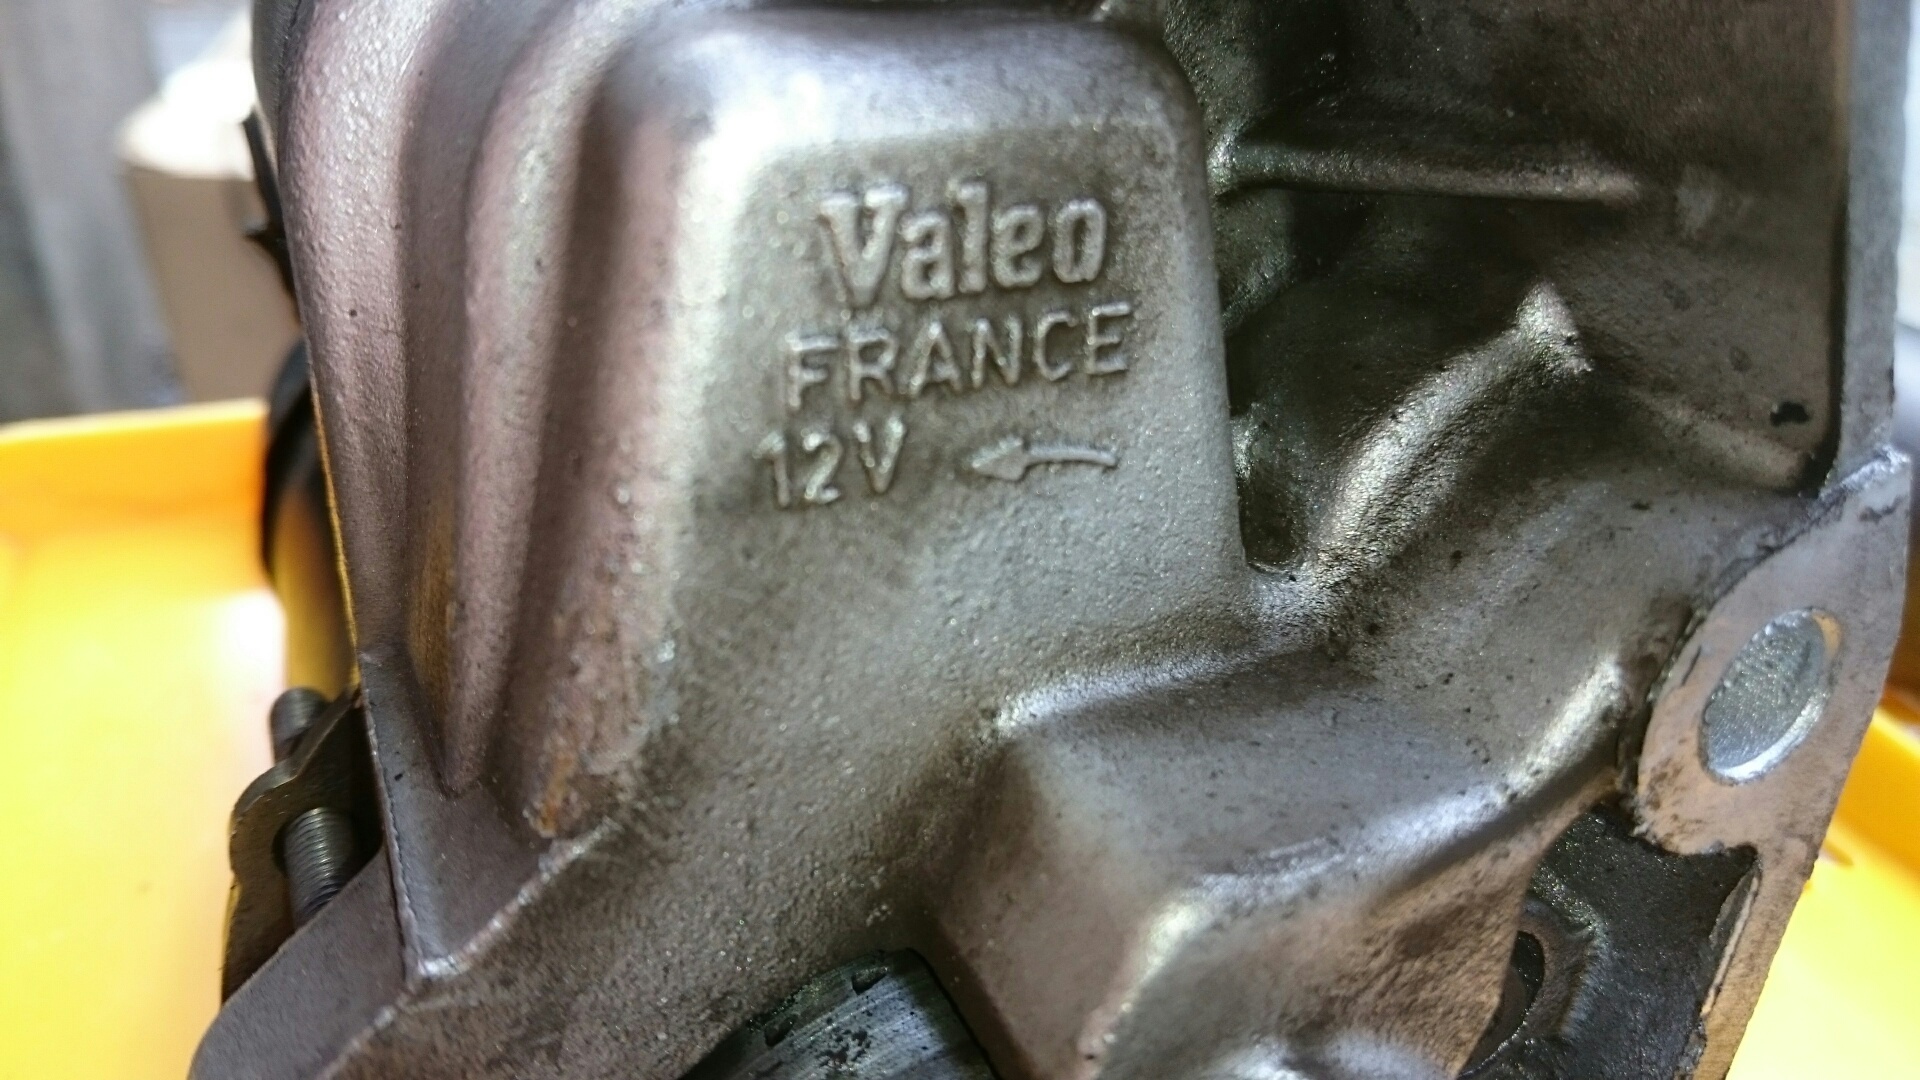 Valeo
FRANCE
12V ←